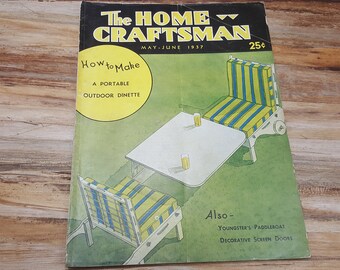 The HOME
CRAFTSMAN
MAY-JUNE 1937
25¢
How to Make
A PORTABLE
OUTDOOR DINETTE
Also-
YOUNGSTER'S PADDLEBOAT
DECORATIVE SCREEN DOORS